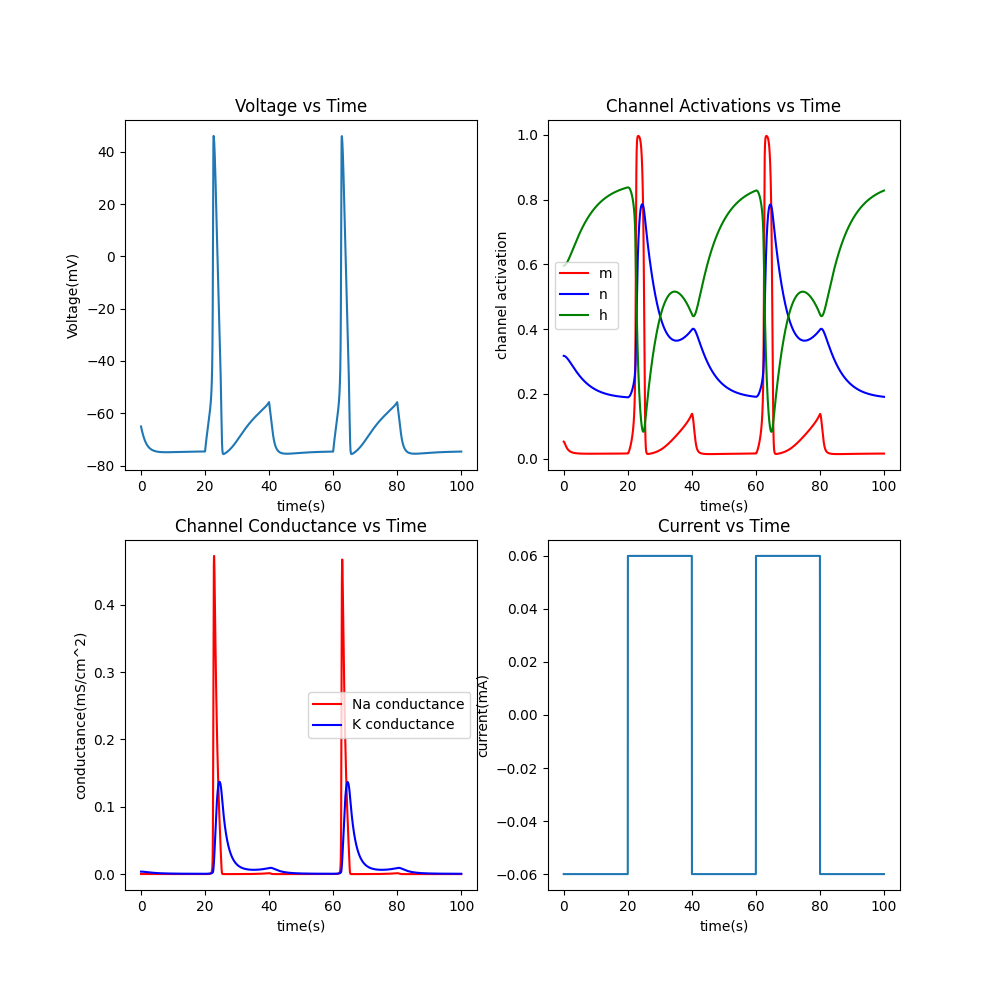 Voltage vs Time
Voltage(mV)
40
20
0
−20
−40
−60
−80
0 20 40 60 80 100
time(s)
Channel Activations vs Time
channel activation
1.0
0.8
0.6
0.4
0.2
0.0
m
n
h
0 20 40 60 80 100
time(s)
Channel Conductance vs Time
conductance(mS/cm^2)
0.4
0.3
0.2
0.1
0.0
Na conductance
K conductance
0 20 40 60 80 100
time(s)
Current vs Time
current(mA)
0.06
0.04
0.02
0.00
−0.02
−0.04
−0.06
0 20 40 60 80 100
time(s)